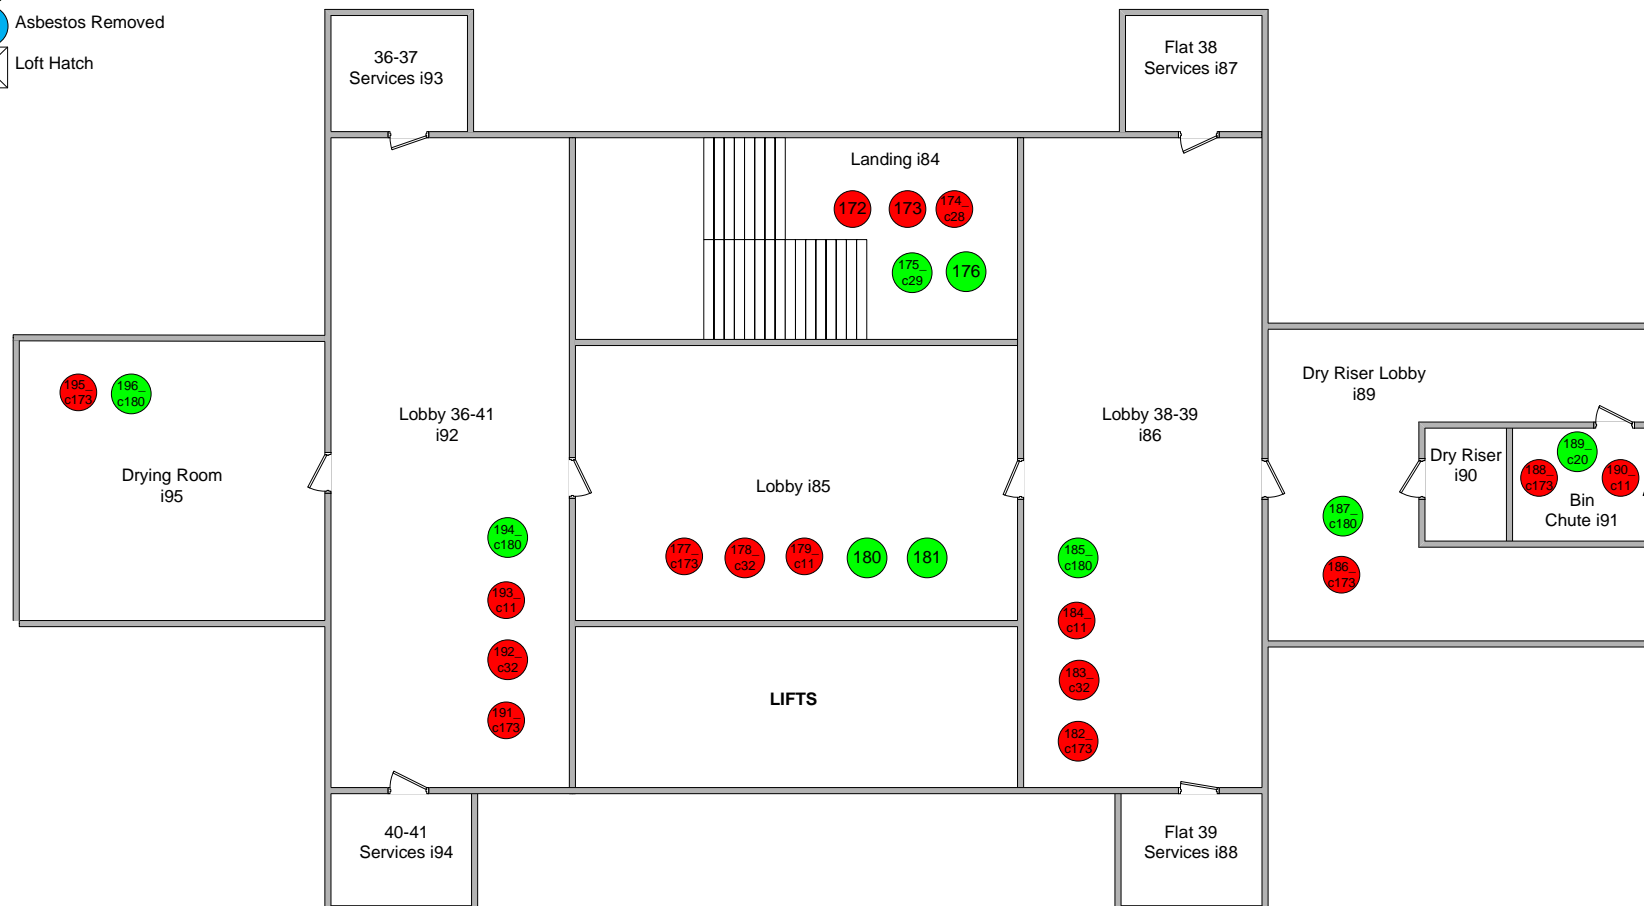 Asbestos Removed
Loft Hatch
36-37
Services i93
Flat 38
Services i87
Landing i84
172
173
174_
c28
175_
c29
176
195_
c173
196_
c180
Drying Room
i95
Lobby 36-41
i92
Lobby i85
Lobby 38-39
i86
Dry Riser Lobby
i89
Dry Riser
i90
189_
c20
188_
c173
190_
c11
Bin
Chute i91
187_
c180
186_
c173
194_
c180
193_
c11
192_
c32
191_
c173
177_
c173
178_
c32
179_
c11
180
181
185_
c180
184_
c11
183_
c32
182_
c173
LIFTS
40-41
Services i94
Flat 39
Services i88